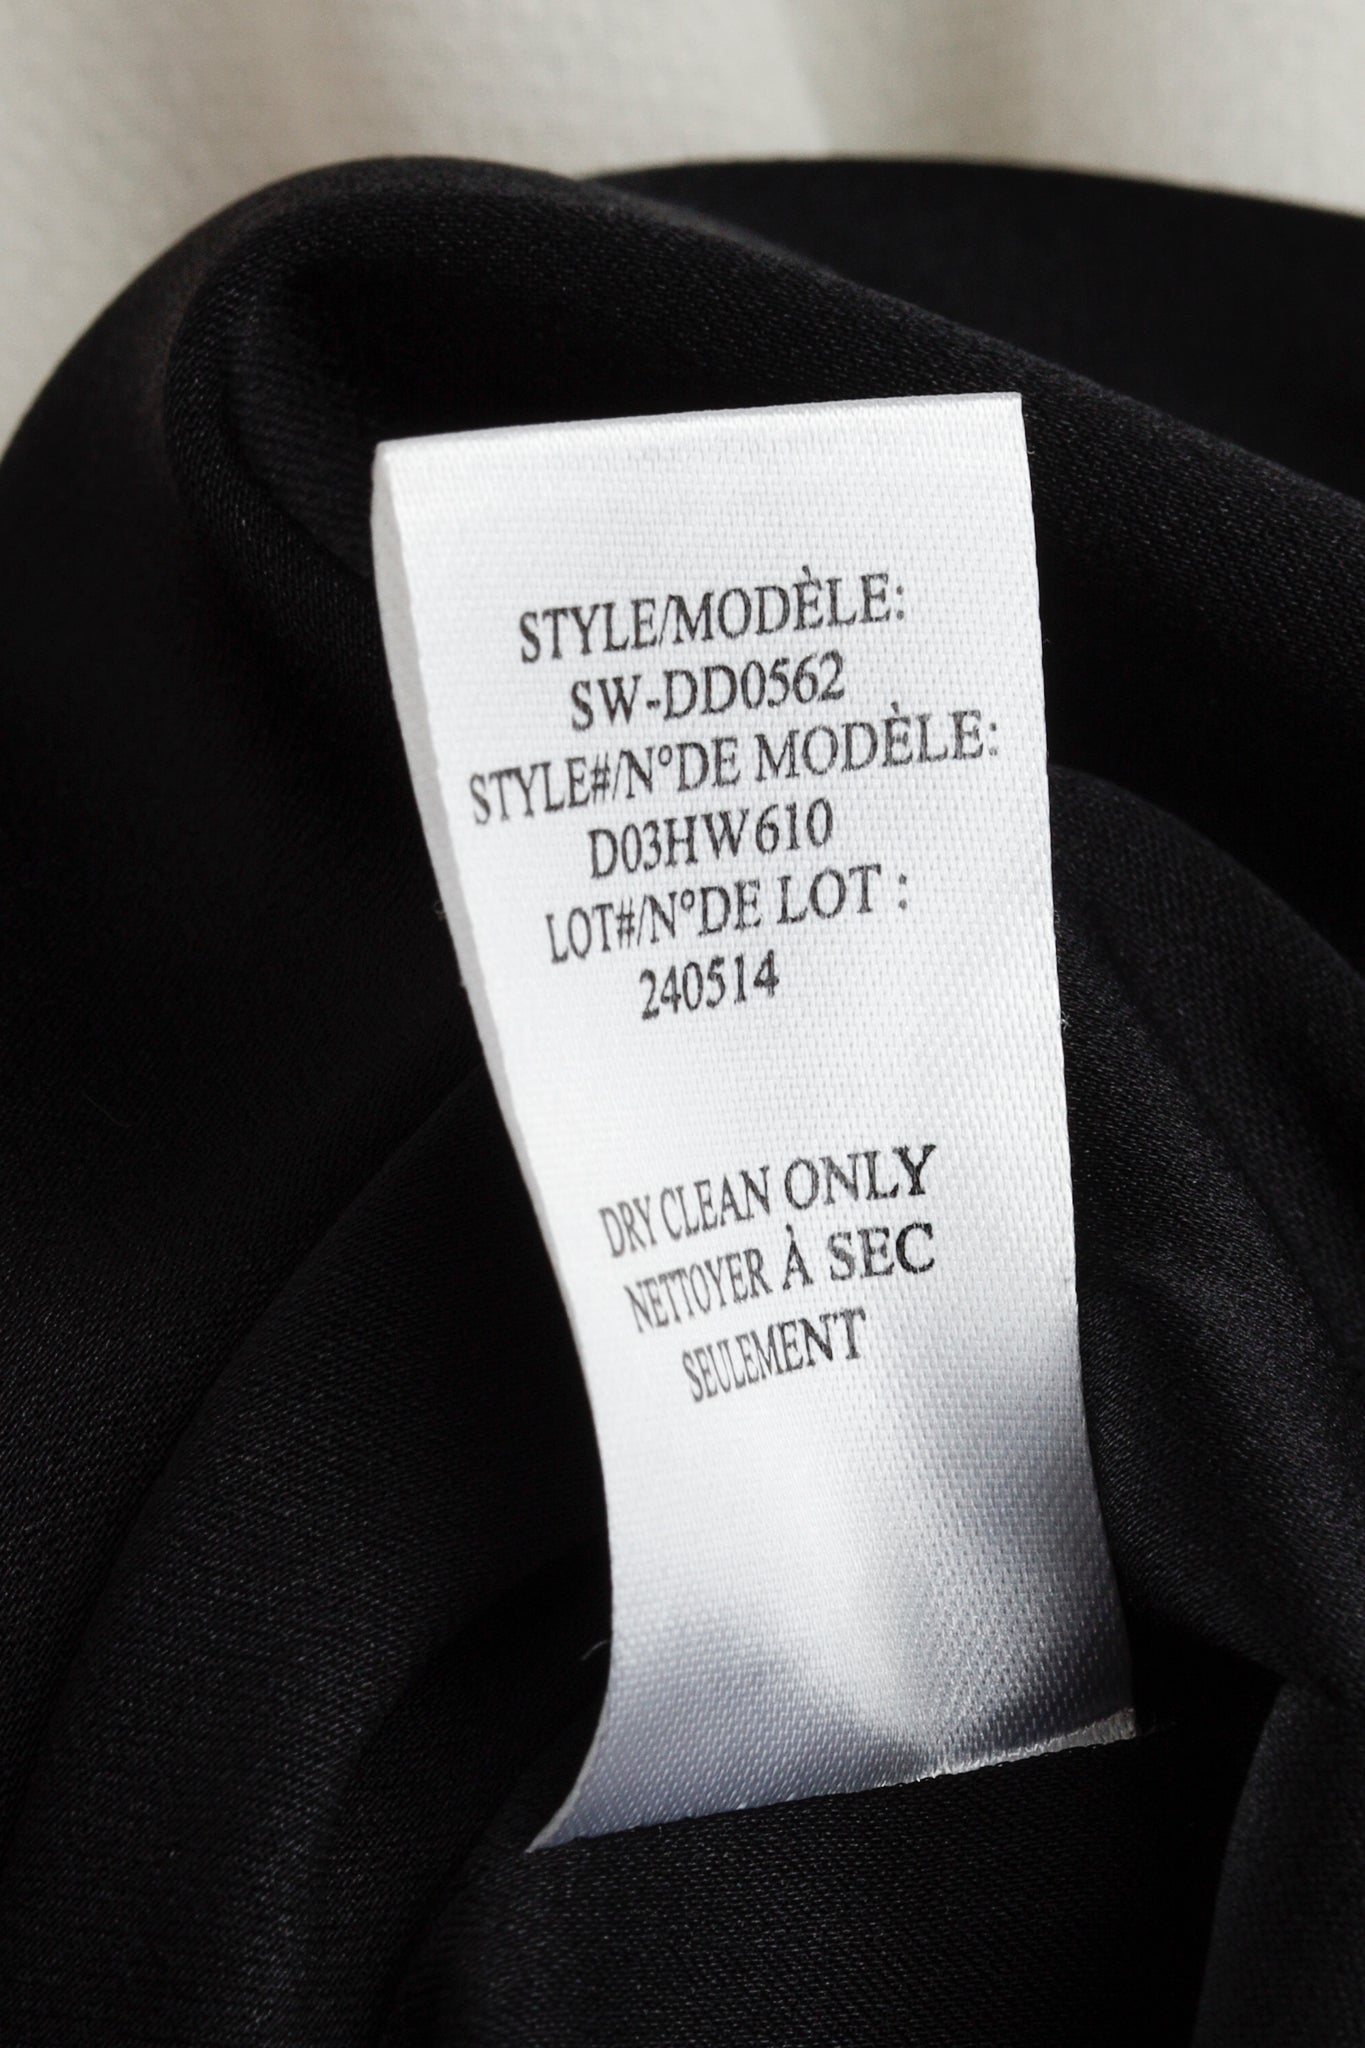 STYLE/MODÈLE:
SW-DD0562
STYLE#/N°DE MODÈLE:
D03HW610
LOT#/N°DE LOT :
240514
DRY CLEAN ONLY
NETTOYER À SEC
SEULEMENT